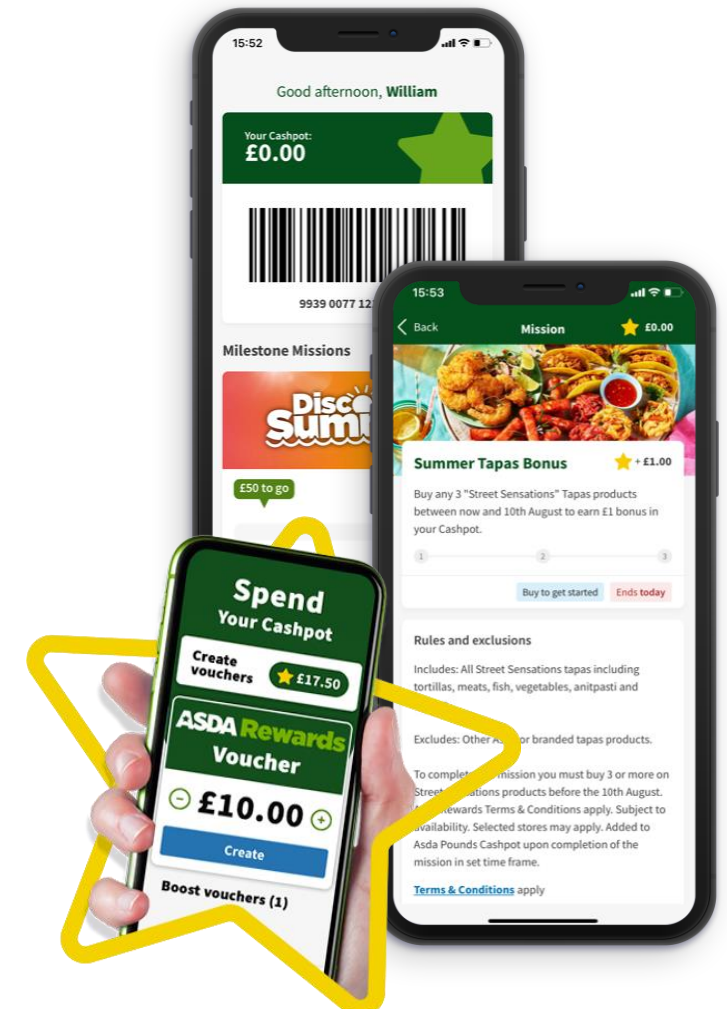 15:52
Good afternoon, William
Your Cashpot:
£0.00
9939 0077
Milestone Missions
£50 to go
15:53
Back
Mission
£0.00
Summer Tapas Bonus
+ £1.00
Buy any 3 "Street Sensations" Tapas products
between now and 10th August to earn £1 bonus in
your Cashpot.
1
2
3
Buy to get started
Ends today
Rules and exclusions
Includes: All Street Sensations tapas including
tortillas, meats, fish, vegetables, anitpasti and
Excludes: Other or branded tapas products.
To mission you must buy 3 or more on
products before the 10th August.
Rewards Terms & Conditions apply. Subject to
availability. Selected stores may apply. Added to
Asda Pounds Cashpot upon completion of the
mission in set time frame.
Terms & Conditions apply
Spend
Your Cashpot
Create
vouchers
£17.50
ASDA Rewards
Voucher
£10.00
Create
Boost vouchers (1)